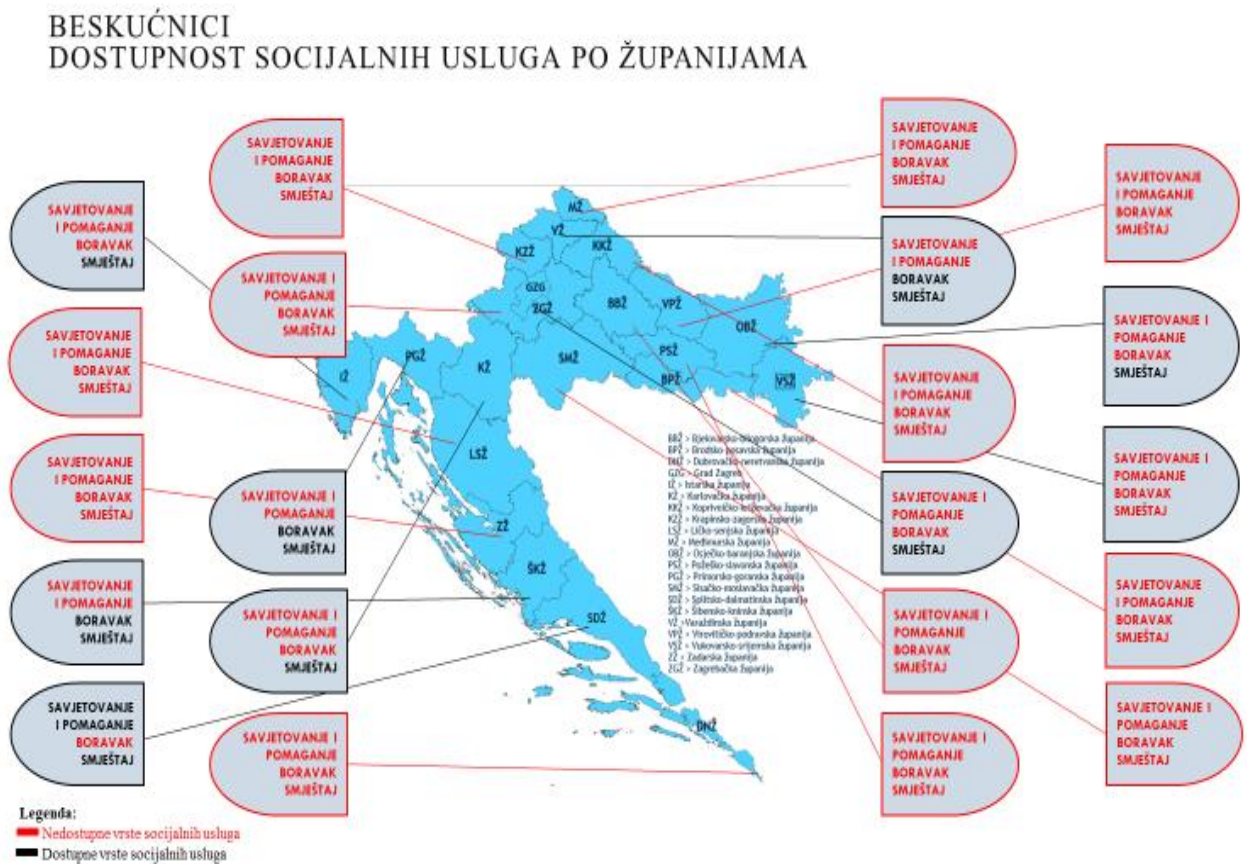 BESKUĆNICI
DOSTUPNOST SOCIJALNIH USLUGA PO ŽUPANIJAMA
SAVJETOVANJE
I POMAGANJE
BORAVAK
SMJEŠTAJ
SAVJETOVANJE
I POMAGANJE
BORAVAK
SMJEŠTAJ
SAVJETOVANJE I
POMAGANJE
BORAVAK
SMJEŠTAJ
SAVJETOVANJE
I POMAGANJE
BORAVAK
SMJEŠTAJ
SAVJETOVANJE
I POMAGANJE
BORAVAK
SMJEŠTAJ
SAVJETOVANJE I
POMAGANJE
BORAVAK
SMJEŠTAJ
SAVJETOVANJE
I POMAGANJE
BORAVAK
SMJEŠTAJ
SAVJETOVANJE I
POMAGANJE
BORAVAK
SMJEŠTAJ
SAVJETOVANJE
I POMAGANJE
BORAVAK
SMJEŠTAJ
SAVJETOVANJE I
POMAGANJE
BORAVAK
SMJEŠTAJ
MŽ
VŽ
KZŽ
KKŽ
GZG
ZGŽ
BBŽ
VPŽ
OBŽ
PGŽ
IŽ
KŽ
SMŽ
PSŽ
BPŽ
VSŽ
LSŽ
ZŽ
ŠKŽ
SDŽ
DNŽ
BBŽ > Bjelovarsko-bilogorska županija
BPŽ > Brodsko-posavska županija
DNŽ > Dubrovačko-neretvanska županija
GZG > Grad Zagreb
IŽ > Istarska županija
KŽ > Karlovačka županija
KKŽ > Koprivničko-križevačka županija
KZŽ > Krapinsko-zagorska županija
LSŽ > Ličko-senjska županija
MŽ > Međimurska županija
OBŽ > Osječko-baranjska županija
PSŽ > Požeško-slavonska županija
PGŽ > Primorsko-goranska županija
SMŽ > Sisačko-moslavačka županija
SDŽ > Splitsko-dalmatinska županija
ŠKŽ > Šibensko-kninska županija
VŽ >Varaždinska županija
VPŽ > Virovitičko-podravska županija
VSŽ > Vukovarsko-srijemska županija
ZŽ > Zadarska županija
ZGŽ > Zagrebačka županija
SAVJETOVANJE
I POMAGANJE
BORAVAK
SMJEŠTAJ
SAVJETOVANJE
I POMAGANJE
BORAVAK
SMJEŠTAJ
SAVJETOVANJE
I POMAGANJE
BORAVAK
SMJEŠTAJ
SAVJETOVANJE I
POMAGANJE
BORAVAK
SMJEŠTAJ
SAVJETOVANJE
I POMAGANJE
BORAVAK
SMJEŠTAJ
SAVJETOVANJE I
POMAGANJE
BORAVAK
SMJEŠTAJ
SAVJETOVANJE I
POMAGANJE
BORAVAK
SMJEŠTAJ
SAVJETOVANJE
I POMAGANJE
BORAVAK
SMJEŠTAJ
SAVJETOVANJE I
POMAGANJE
BORAVAK
SMJEŠTAJ
SAVJETOVANJE I
POMAGANJE
BORAVAK
SMJEŠTAJ
SAVJETOVANJE I
POMAGANJE
BORAVAK
SMJEŠTAJ
Legenda:
Nedostupne vrste socijalnih usluga
Dostupne vrste socijalnih usluga